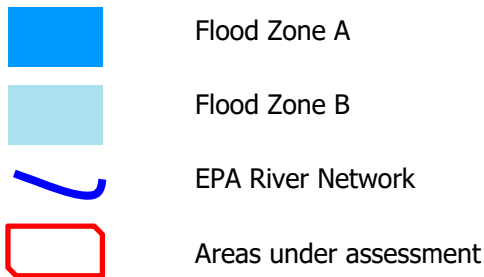 Flood Zone A
Flood Zone B
EPA River Network
Areas under assessment